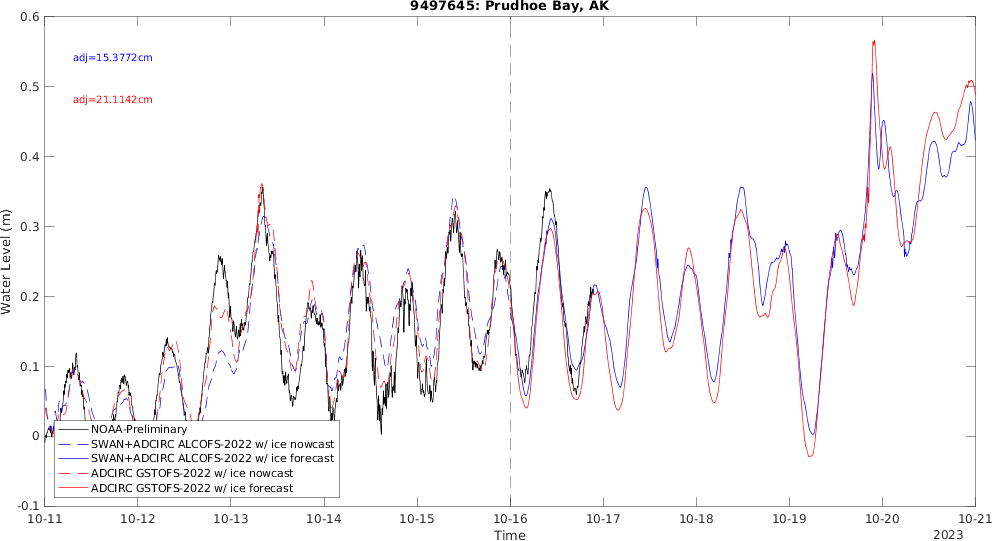 9497645: Prudhoe Bay, AK
adj=15.3772cm
adj=21.1142cm
Water Level (m)
0.6
0.5
0.4
0.3
0.2
0.1
0
-0.1
NOAA-Preliminary
SWAN+ADCIRC ALCOFS-2022 w/ ice nowcast
SWAN+ADCIRC ALCOFS-2022 w/ ice forecast
ADCIRC GSTOFS-2022 w/ ice nowcast
ADCIRC GSTOFS-2022 w/ ice forecast
10-11 10-12 10-13 10-14 10-15 10-16 10-17 10-18 10-19 10-20 10-21
Time
2023